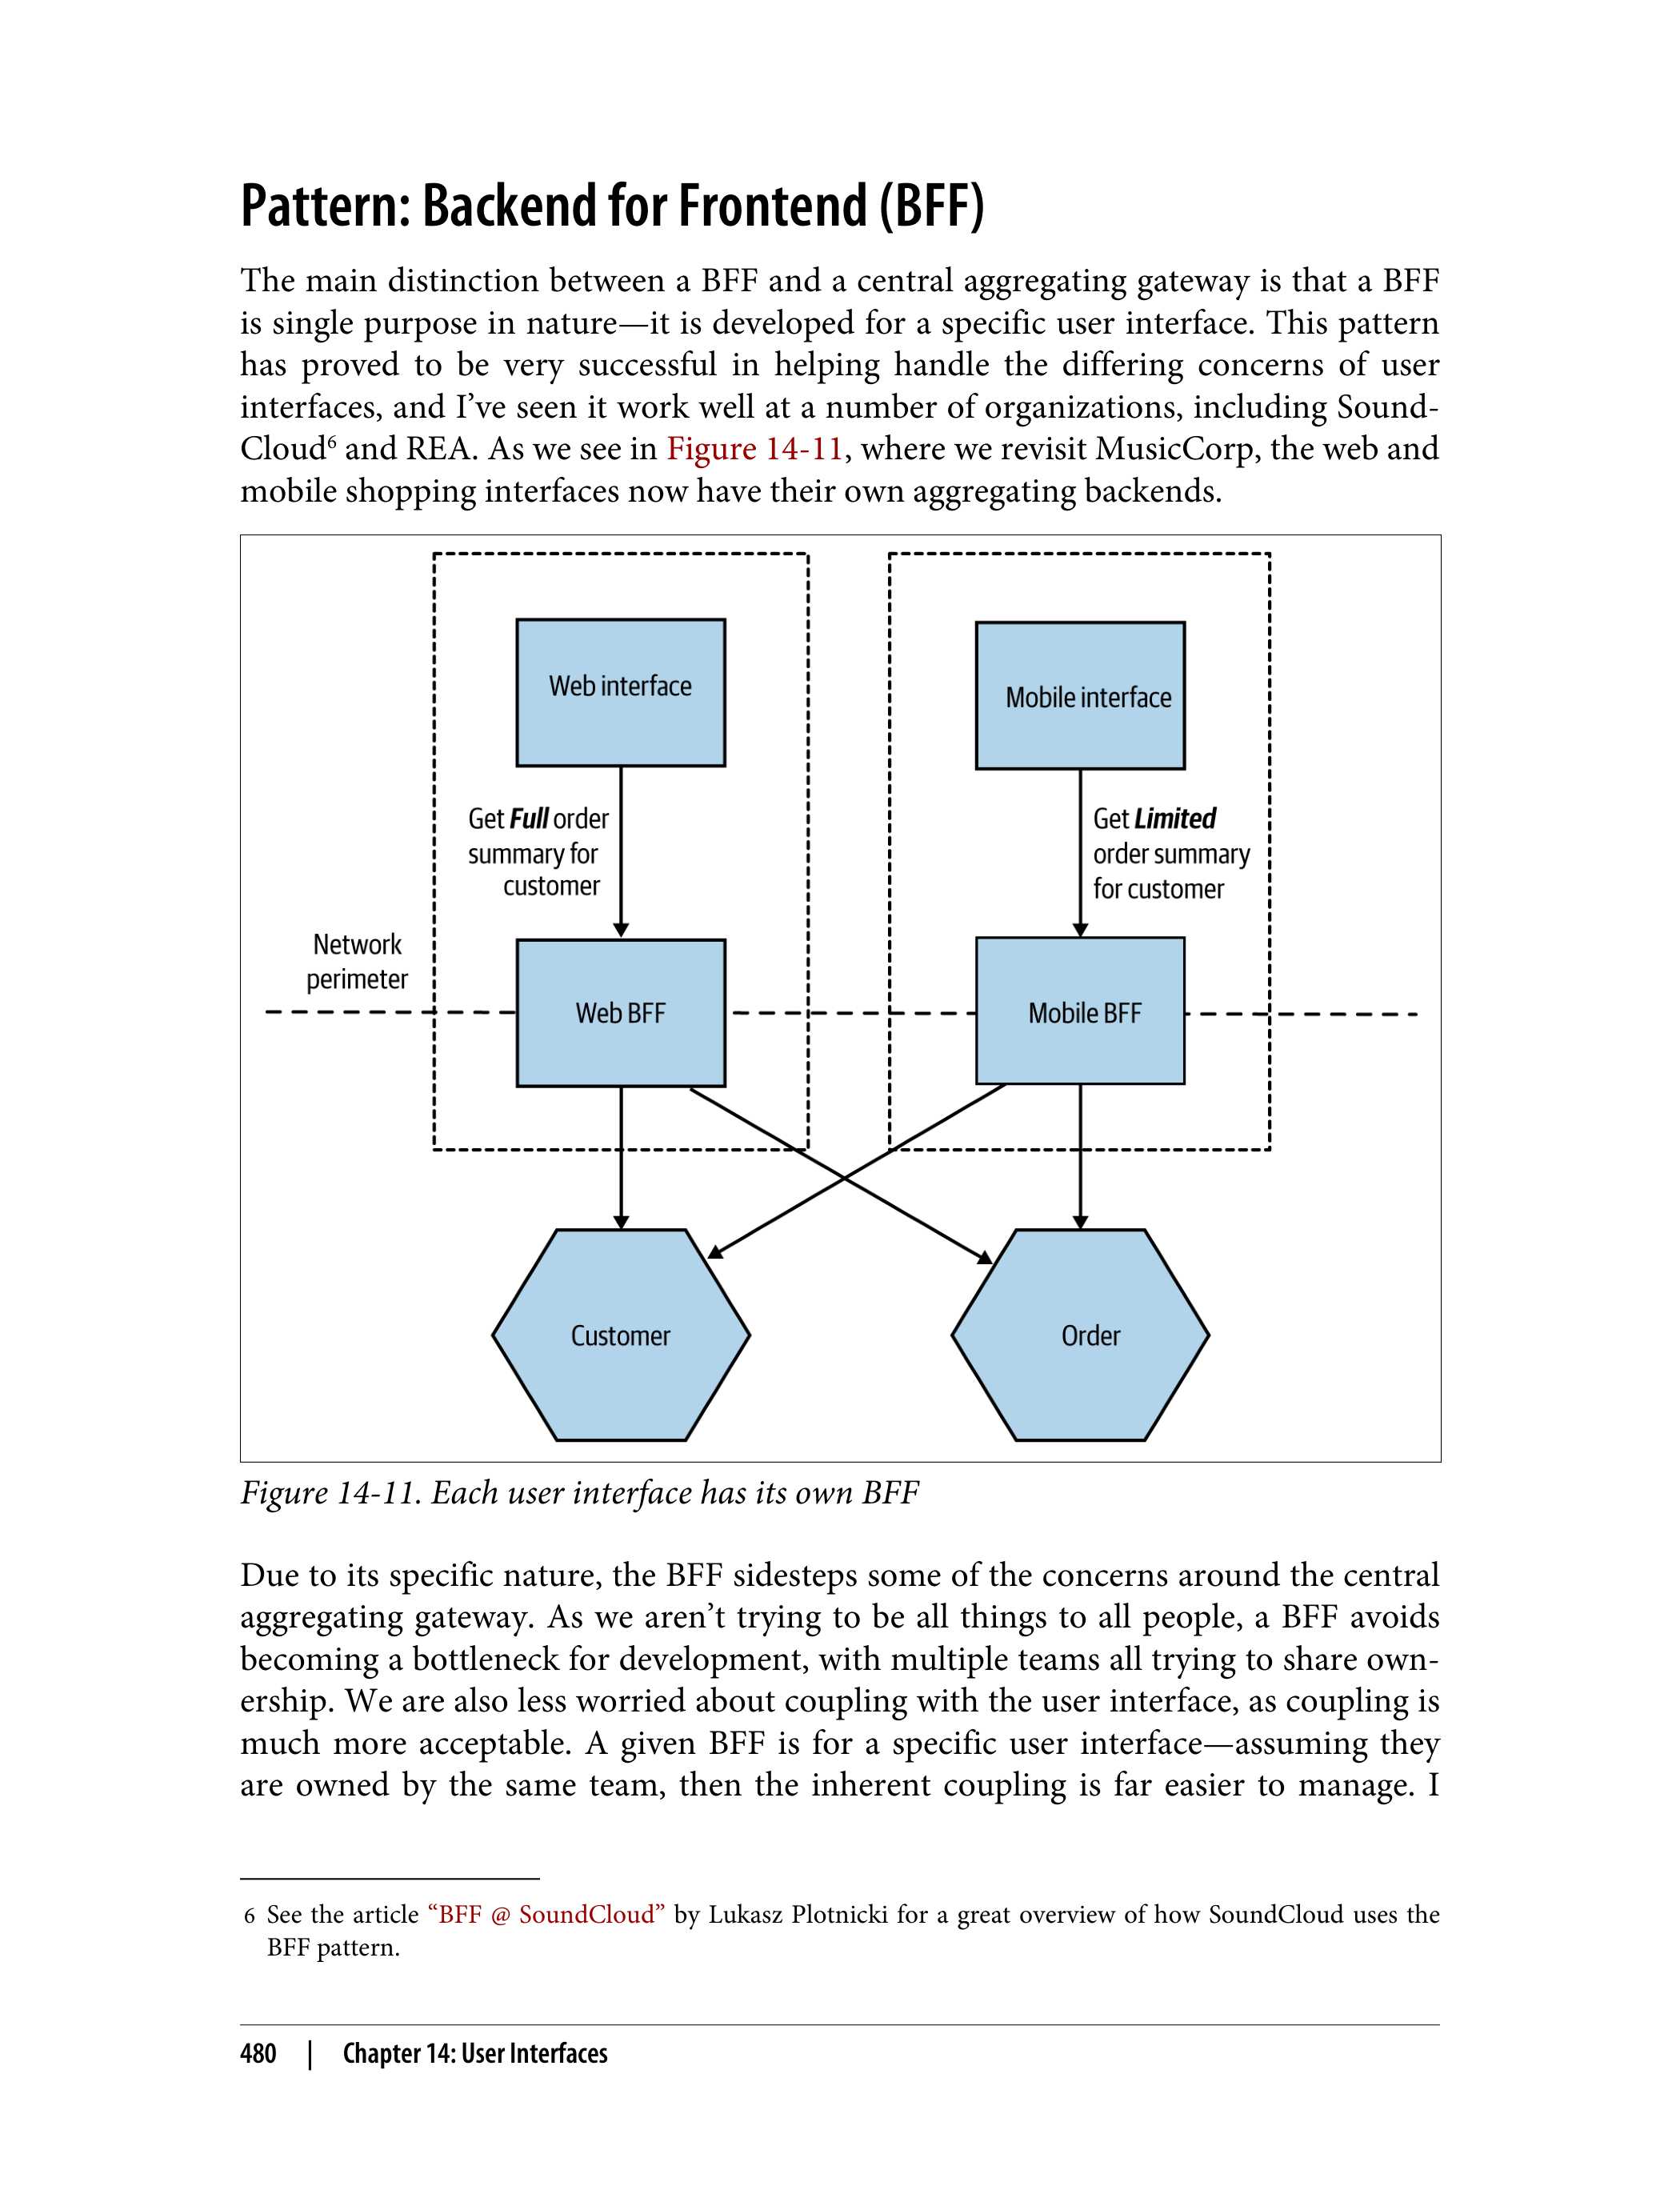 Pattern: Backend for Frontend (BFF)
The main distinction between a BFF and a central aggregating gateway is that a BFF
is single purpose in nature—it is developed for a specific user interface. This pattern
has proved to be very successful in helping handle the differing concerns of user
interfaces, and I’ve seen it work well at a number of organizations, including Sound-
Cloud⁶ and REA. As we see in Figure 14-11, where we revisit MusicCorp, the web and
mobile shopping interfaces now have their own aggregating backends.
Web interface
Mobile interface
Get Full order
summary for
customer
Get Limited
order summary
for customer
Network
perimeter
Web BFF
Mobile BFF
Customer
Order
Figure 14-11. Each user interface has its own BFF
Due to its specific nature, the BFF sidesteps some of the concerns around the central
aggregating gateway. As we aren’t trying to be all things to all people, a BFF avoids
becoming a bottleneck for development, with multiple teams all trying to share own-
ership. We are also less worried about coupling with the user interface, as coupling is
much more acceptable. A given BFF is for a specific user interface—assuming they
are owned by the same team, then the inherent coupling is far easier to manage. I
6 See the article “BFF @ SoundCloud” by Lukasz Plotnicki for a great overview of how SoundCloud uses the
BFF pattern.
480 | Chapter 14: User Interfaces